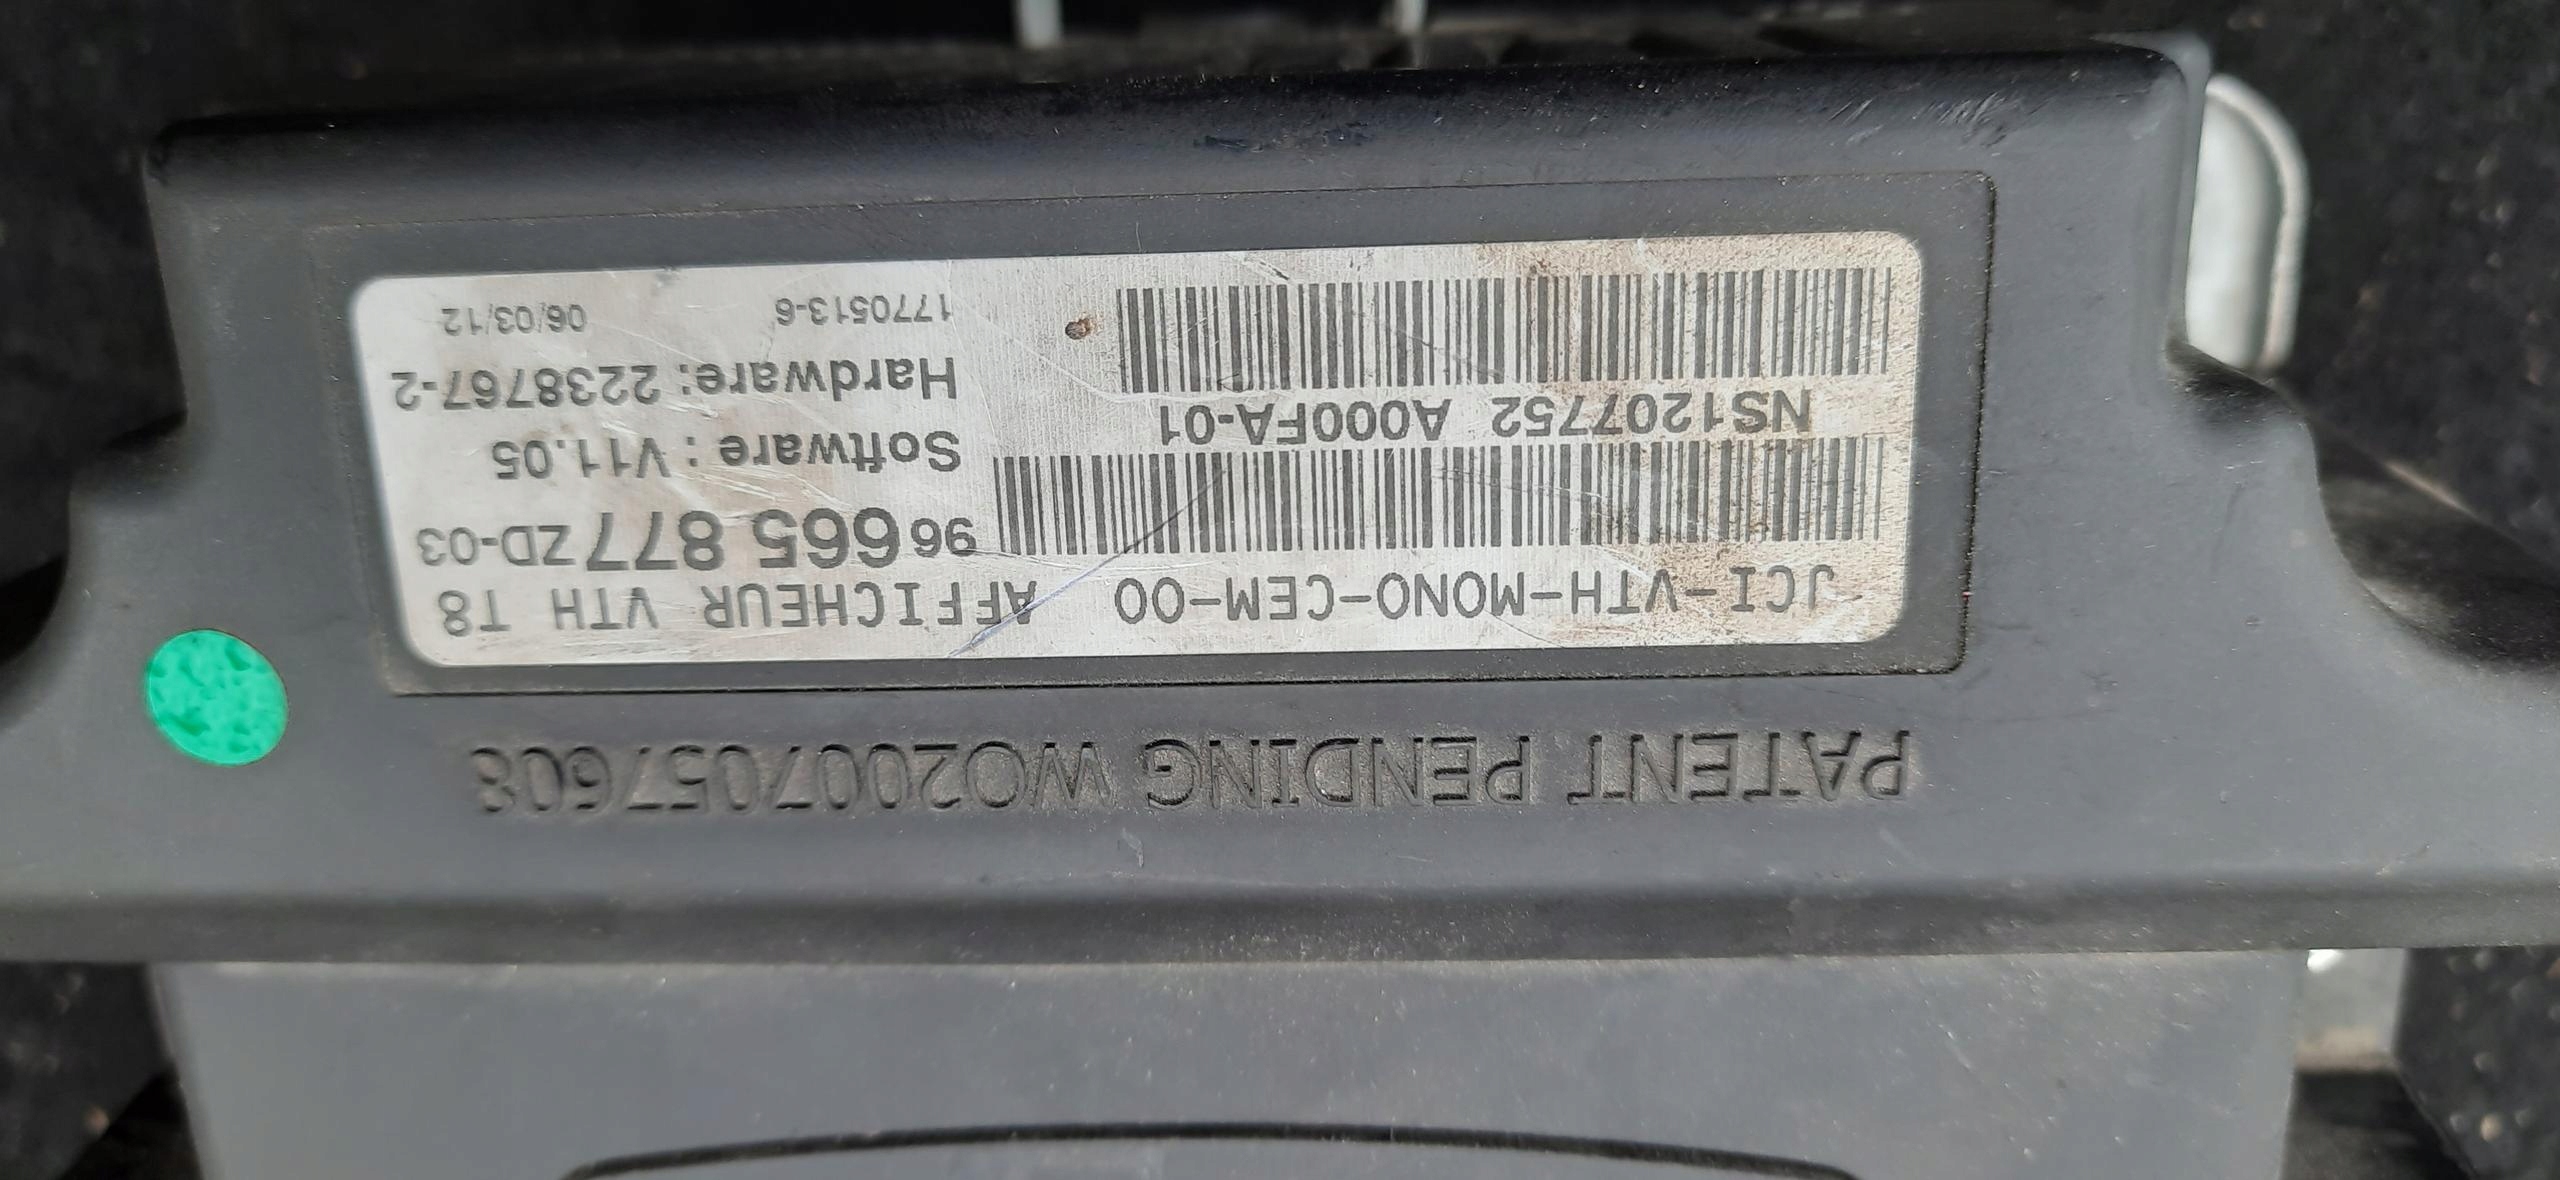 PATENT PENDING WO2007057608
JCI-VTH-MONO-CEM-00 AFFICHEUR VTH T8
96 665 877 ZD-03
Software : V11.05
NS1207752 A000FA-01
Hardware: 2238767-2
1770513-6 06/03/12